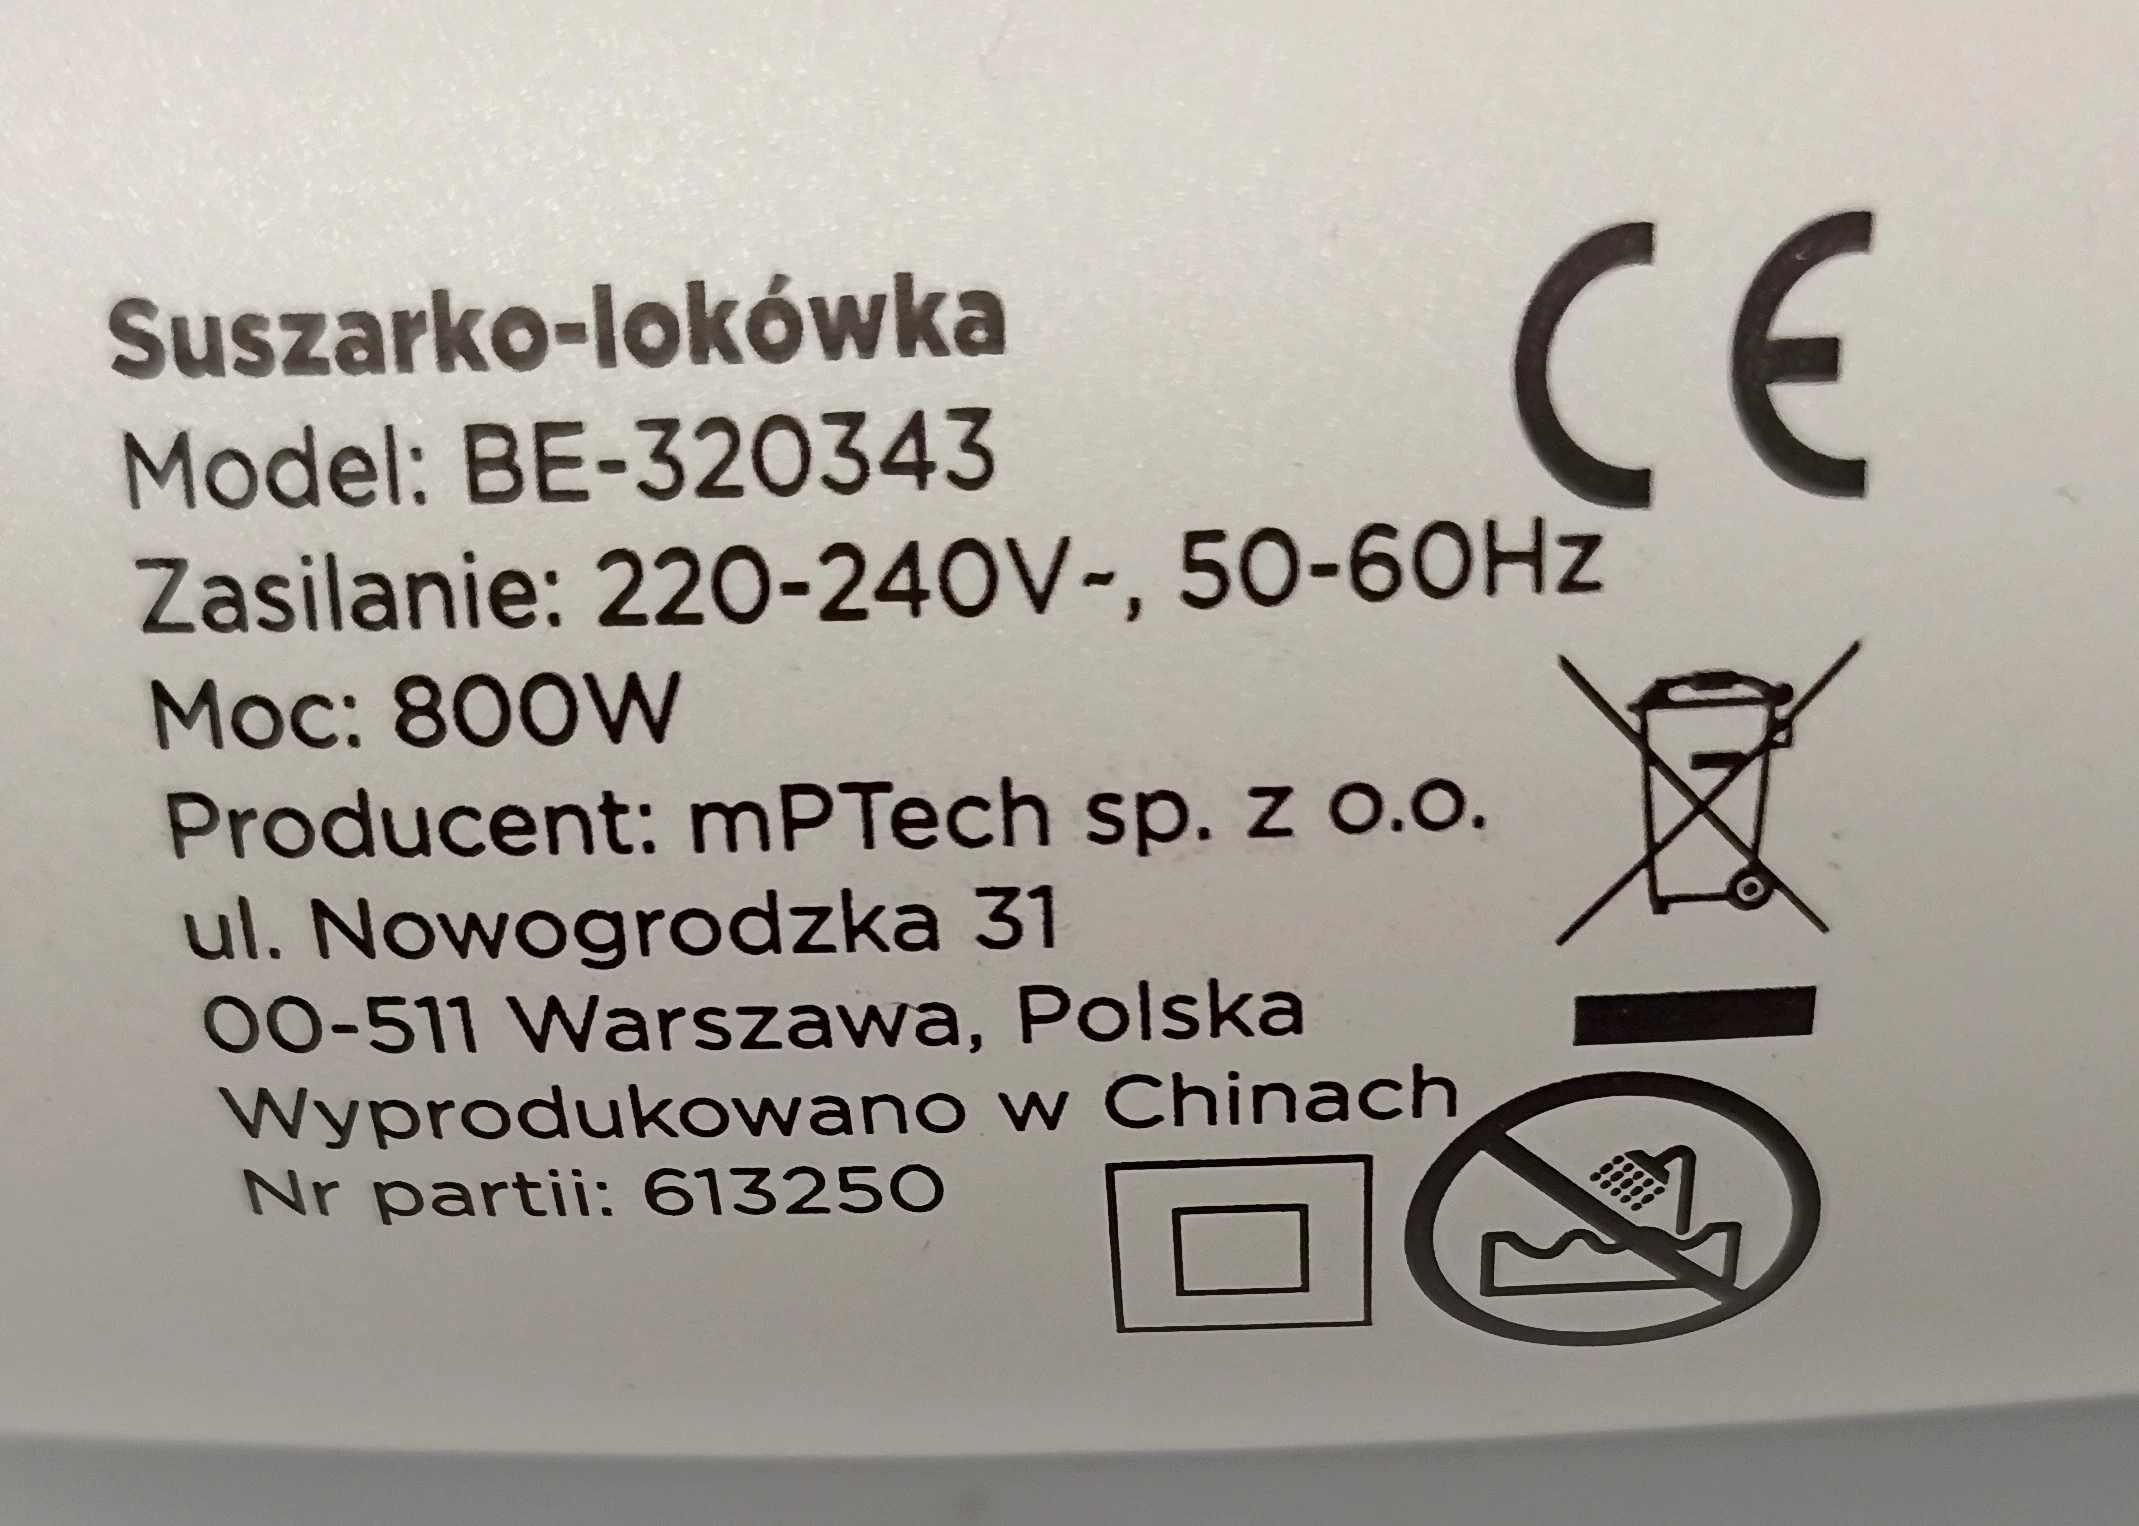 Suszarko-lokówka
CE
Model: BE-320343
Zasilanie: 220-240V~, 50-60Hz
Moc: 800W
Producent: mPTech sp. z o.o.
ul. Nowogrodzka 31
00-511 Warszawa, Polska
Wyprodukowano w Chinach
Nr partii: 613250